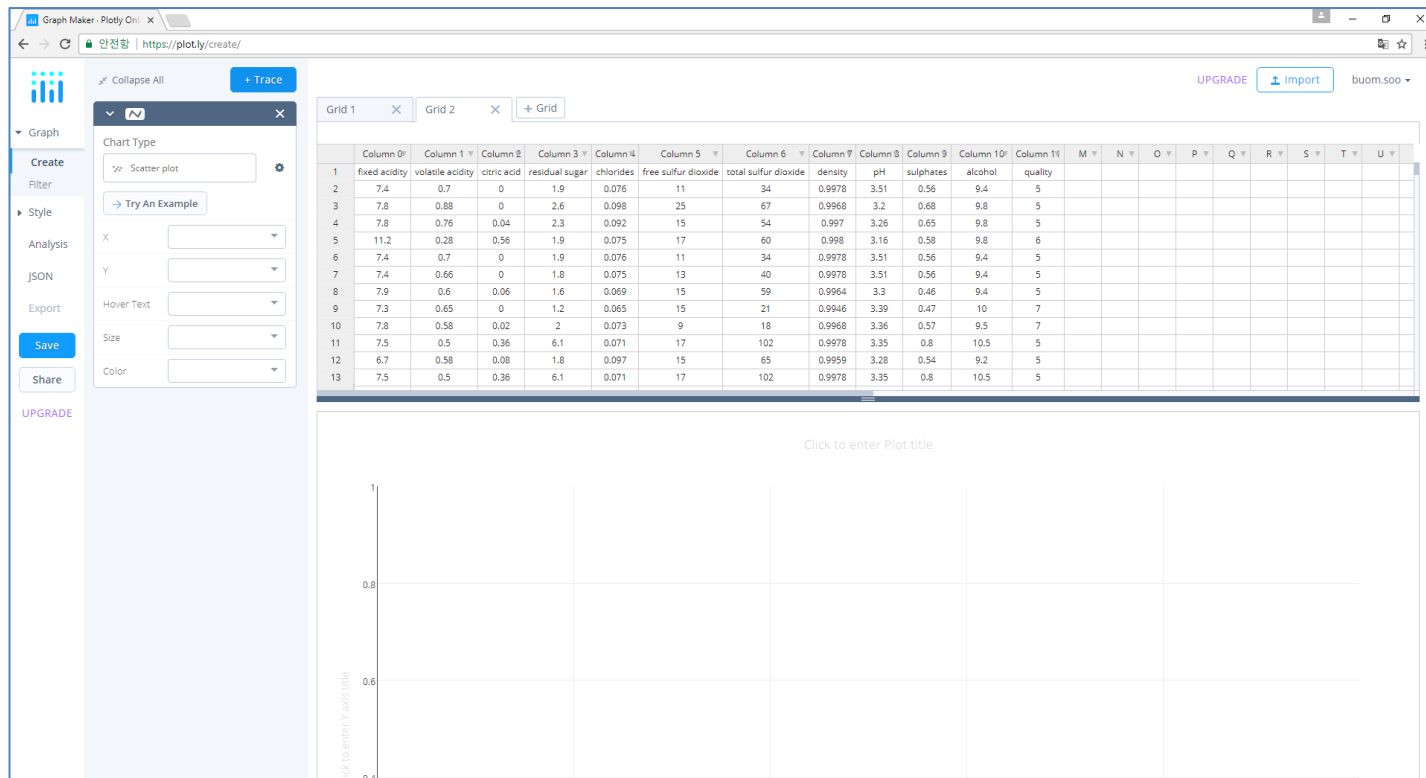 Graph Maker · Plotly Onl
안전함 | https://plot.ly/create/
Collapse All
+ Trace
UPGRADE
Import
buom.soo
Graph
Create
Filter
Style
Analysis
JSON
Export
Save
Share
UPGRADE
Chart Type
Scatter plot
Try An Example
X
Y
Hover Text
Size
Color
Grid 1 Grid 2 + Grid
Column 0 Column 1 Column 2 Column 3 Column 4 Column 5 Column 6 Column 7 Column 8 Column 9 Column 10 Column 11 M N O P Q R S T U
1 fixed acidity volatile acidity citric acid residual sugar chlorides free sulfur dioxide total sulfur dioxide density pH sulphates alcohol quality
2 7.4 0.7 0 1.9 0.076 11 34 0.9978 3.51 0.56 9.4 5
3 7.8 0.88 0 2.6 0.098 25 67 0.9968 3.2 0.68 9.8 5
4 7.8 0.76 0.04 2.3 0.092 15 54 0.997 3.26 0.65 9.8 5
5 11.2 0.28 0.56 1.9 0.075 17 60 0.998 3.16 0.58 9.8 6
6 7.4 0.7 0 1.9 0.076 11 34 0.9978 3.51 0.56 9.4 5
7 7.4 0.66 0 1.8 0.075 13 40 0.9978 3.51 0.56 9.4 5
8 7.9 0.6 0.06 1.6 0.069 15 59 0.9964 3.3 0.46 9.4 5
9 7.3 0.65 0 1.2 0.065 15 21 0.9946 3.39 0.47 10 7
10 7.8 0.58 0.02 2 0.073 9 18 0.9968 3.36 0.57 9.5 7
11 7.5 0.5 0.36 6.1 0.071 17 102 0.9978 3.35 0.8 10.5 5
12 6.7 0.58 0.08 1.8 0.097 15 65 0.9959 3.28 0.54 9.2 5
13 7.5 0.5 0.36 6.1 0.071 17 102 0.9978 3.35 0.8 10.5 5
Click to enter Plot title
1
0.8
0.6
0.4
ick to enter Y axis title